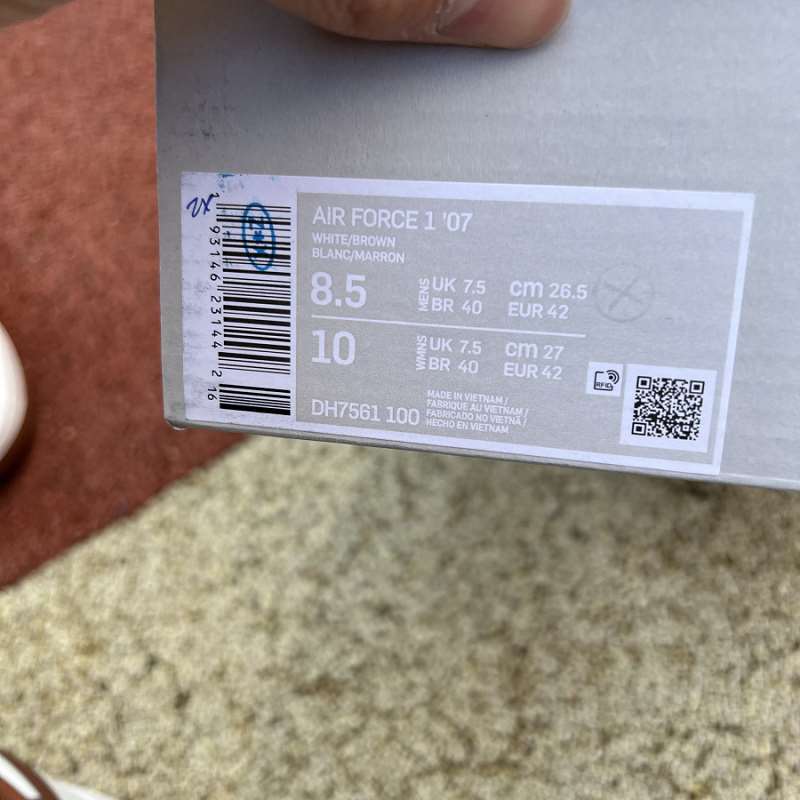 AIR FORCE 1 '07
WHITE/BROWN
BLANC/MARRON
8.5
MENS
UK 7.5 cm 26.5
BR 40 EUR 42
10
WMNS
UK 7.5 cm 27
BR 40 EUR 42
DH7561 100
MADE IN VIETNAM /
FABRIQUE AU VIETNAM /
FABRICADO NO VIETNÃ /
HECHO EN VIETNAM
RFID
1 93146 23144 2 16